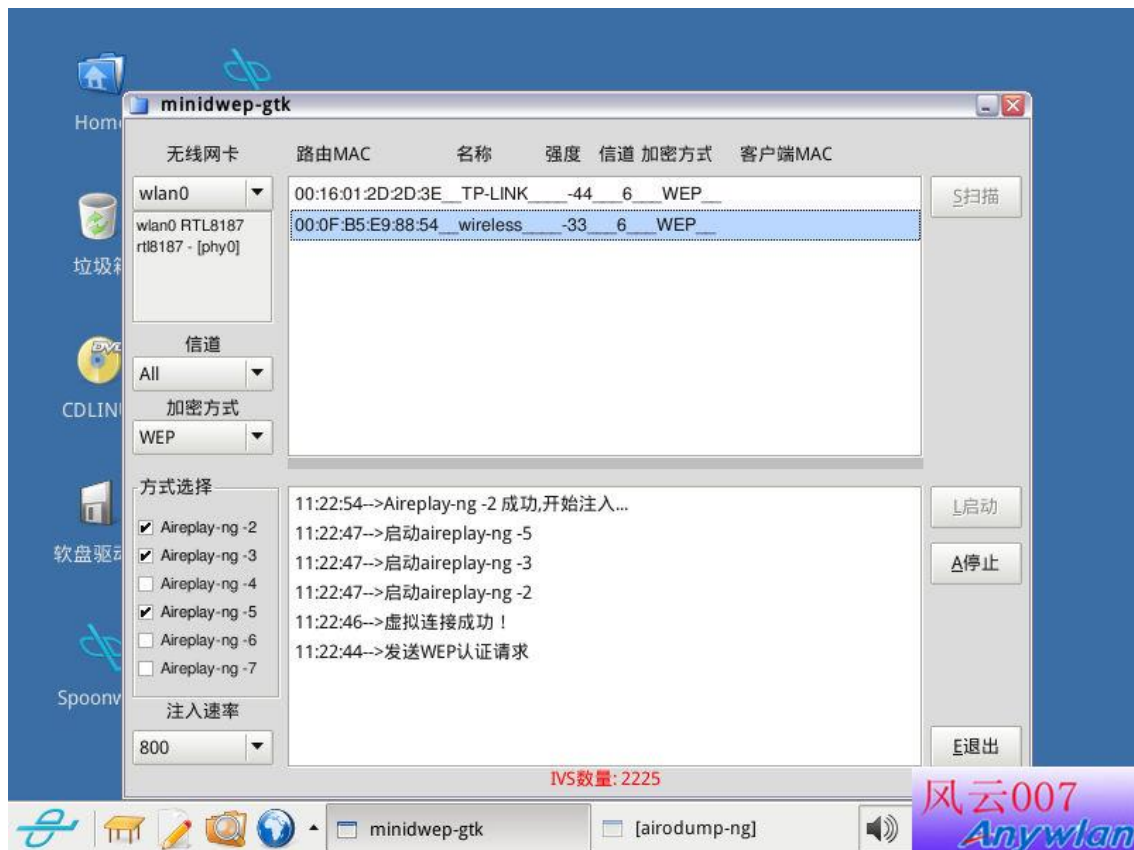 Hom
垃圾
CDLIN
软盘驱
Spoon
minidwep-gtk
无线网卡
wlan0
wlan0 RTL8187
rtl8187 - [phy0]
信道
All
加密方式
WEP
方式选择
Aireplay-ng -2
Aireplay-ng -3
Aireplay-ng -4
Aireplay-ng -5
Aireplay-ng -6
Aireplay-ng -7
注入速率
800
路由MAC 名称 强度 信道 加密方式 客户端MAC
00:16:01:2D:2D:3E__TP-LINK____-44___6___WEP__
00:0F:B5:E9:88:54__wireless____-33___6___WEP__
11:22:54-->Aireplay-ng -2 成功,开始注入...
11:22:47-->启动aireplay-ng -5
11:22:47-->启动aireplay-ng -3
11:22:47-->启动aireplay-ng -2
11:22:46-->虚拟连接成功！
11:22:44-->发送WEP认证请求
S扫描
L启动
A停止
E退出
IVS数量: 2225
minidwep-gtk
[airodump-ng]
风云007
Anywlan